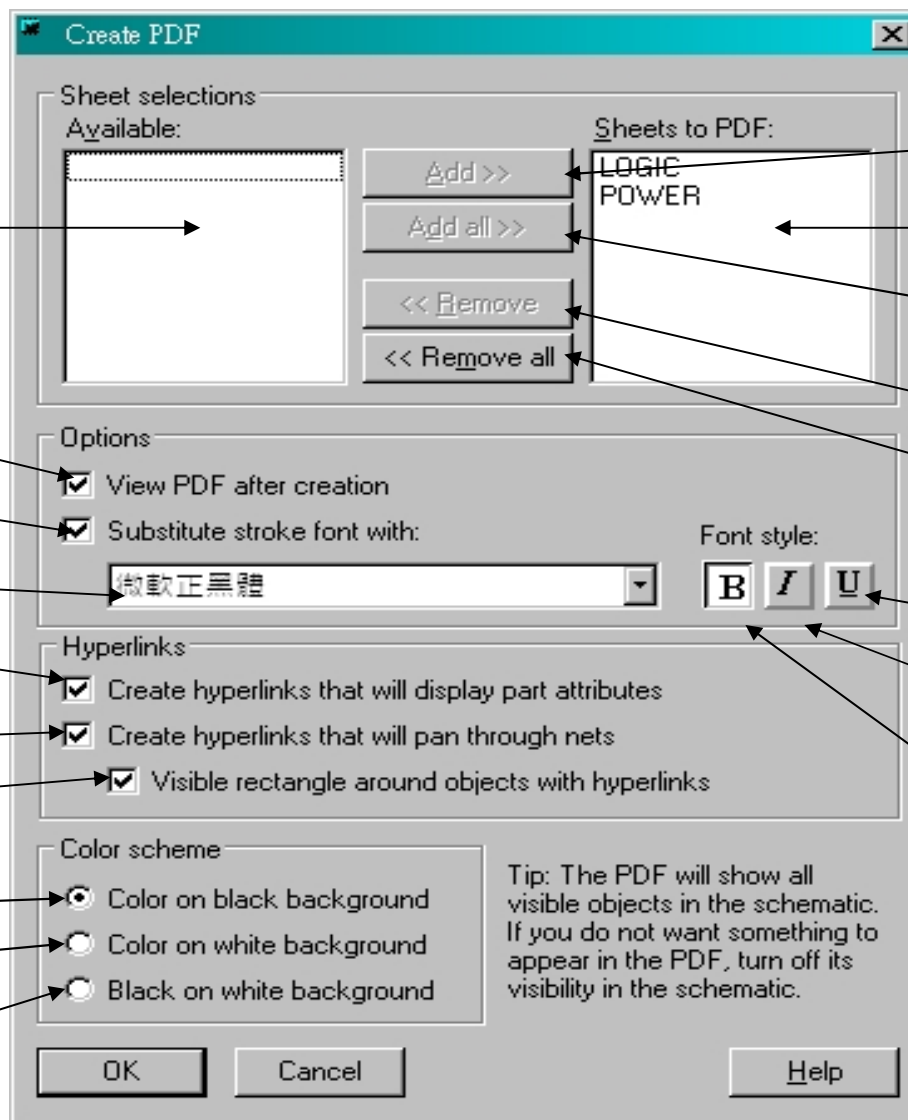 Create PDF
Sheet selections
Available:
Sheets to PDF:
Add >>
LOGIC
POWER
Add all >>
<< Remove
<< Remove all
Options
View PDF after creation
Substitute stroke font with:
Font style:
微軟正黑體
B I U
Hyperlinks
Create hyperlinks that will display part attributes
Create hyperlinks that will pan through nets
Visible rectangle around objects with hyperlinks
Color scheme
Color on black background
Color on white background
Black on white background
Tip: The PDF will show all
visible objects in the schematic.
If you do not want something to
appear in the PDF, turn off its
visibility in the schematic.
OK
Cancel
Help